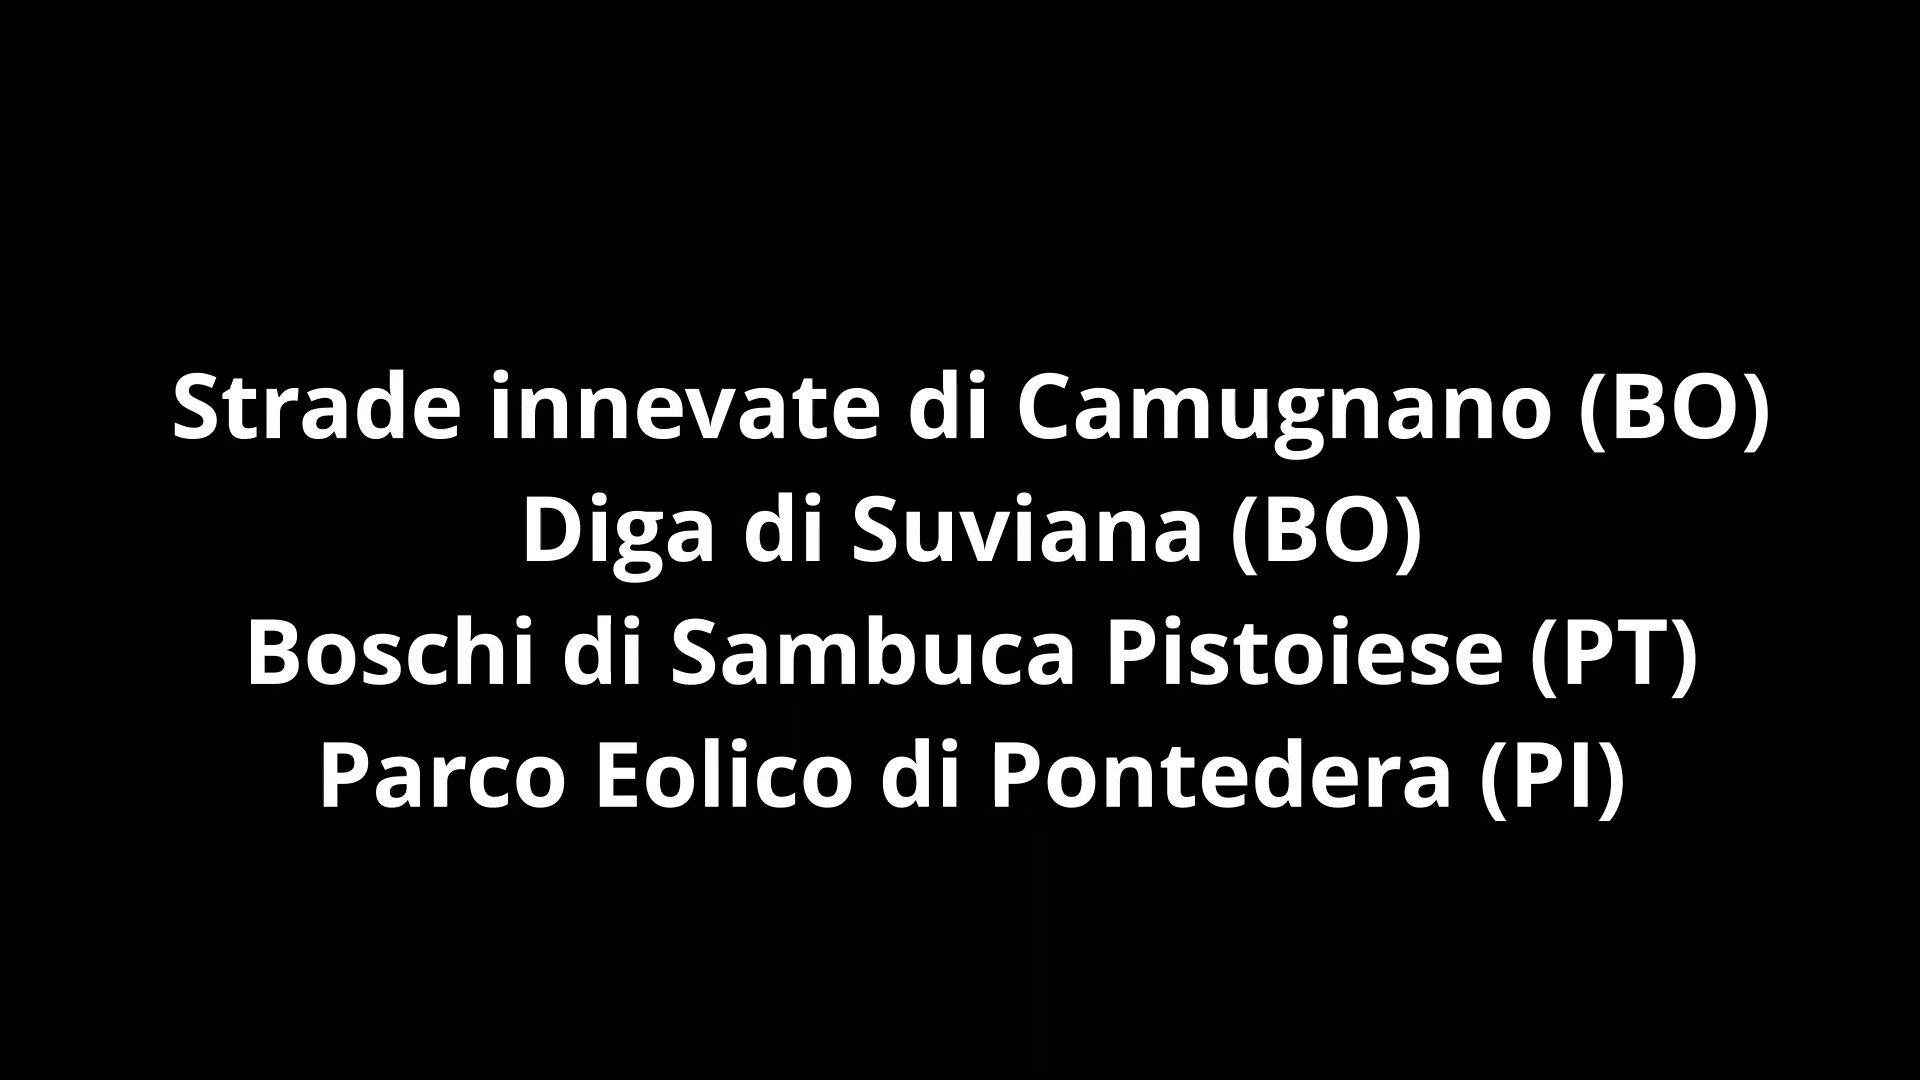 Strade innevate di Camugnano (BO)
Diga di Suviana (BO)
Boschi di Sambuca Pistoiese (PT)
Parco Eolico di Pontedera (PI)